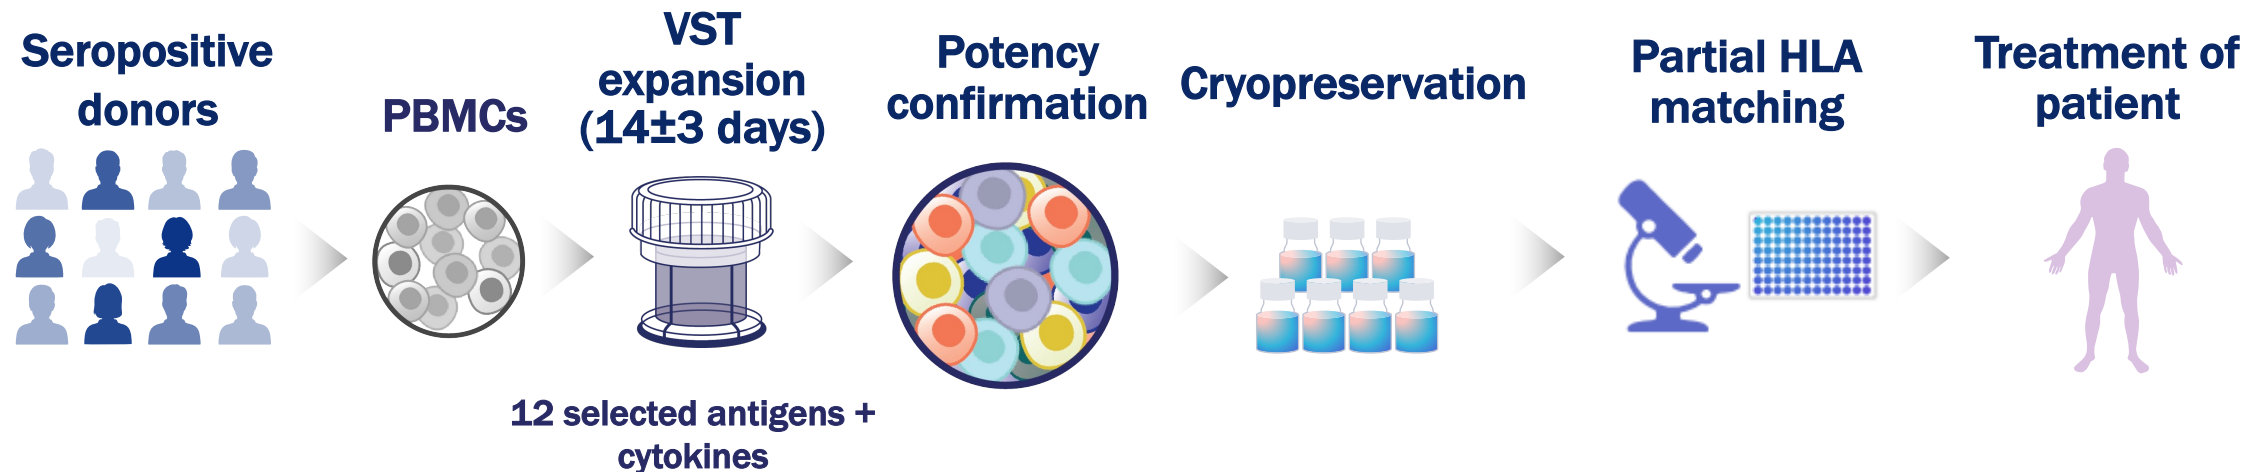 Seropositive
donors
PBMCs
VST
expansion
(14±3 days)
12 selected antigens +
cytokines
Potency
confirmation
Cryopreservation
Partial HLA
matching
Treatment of
patient